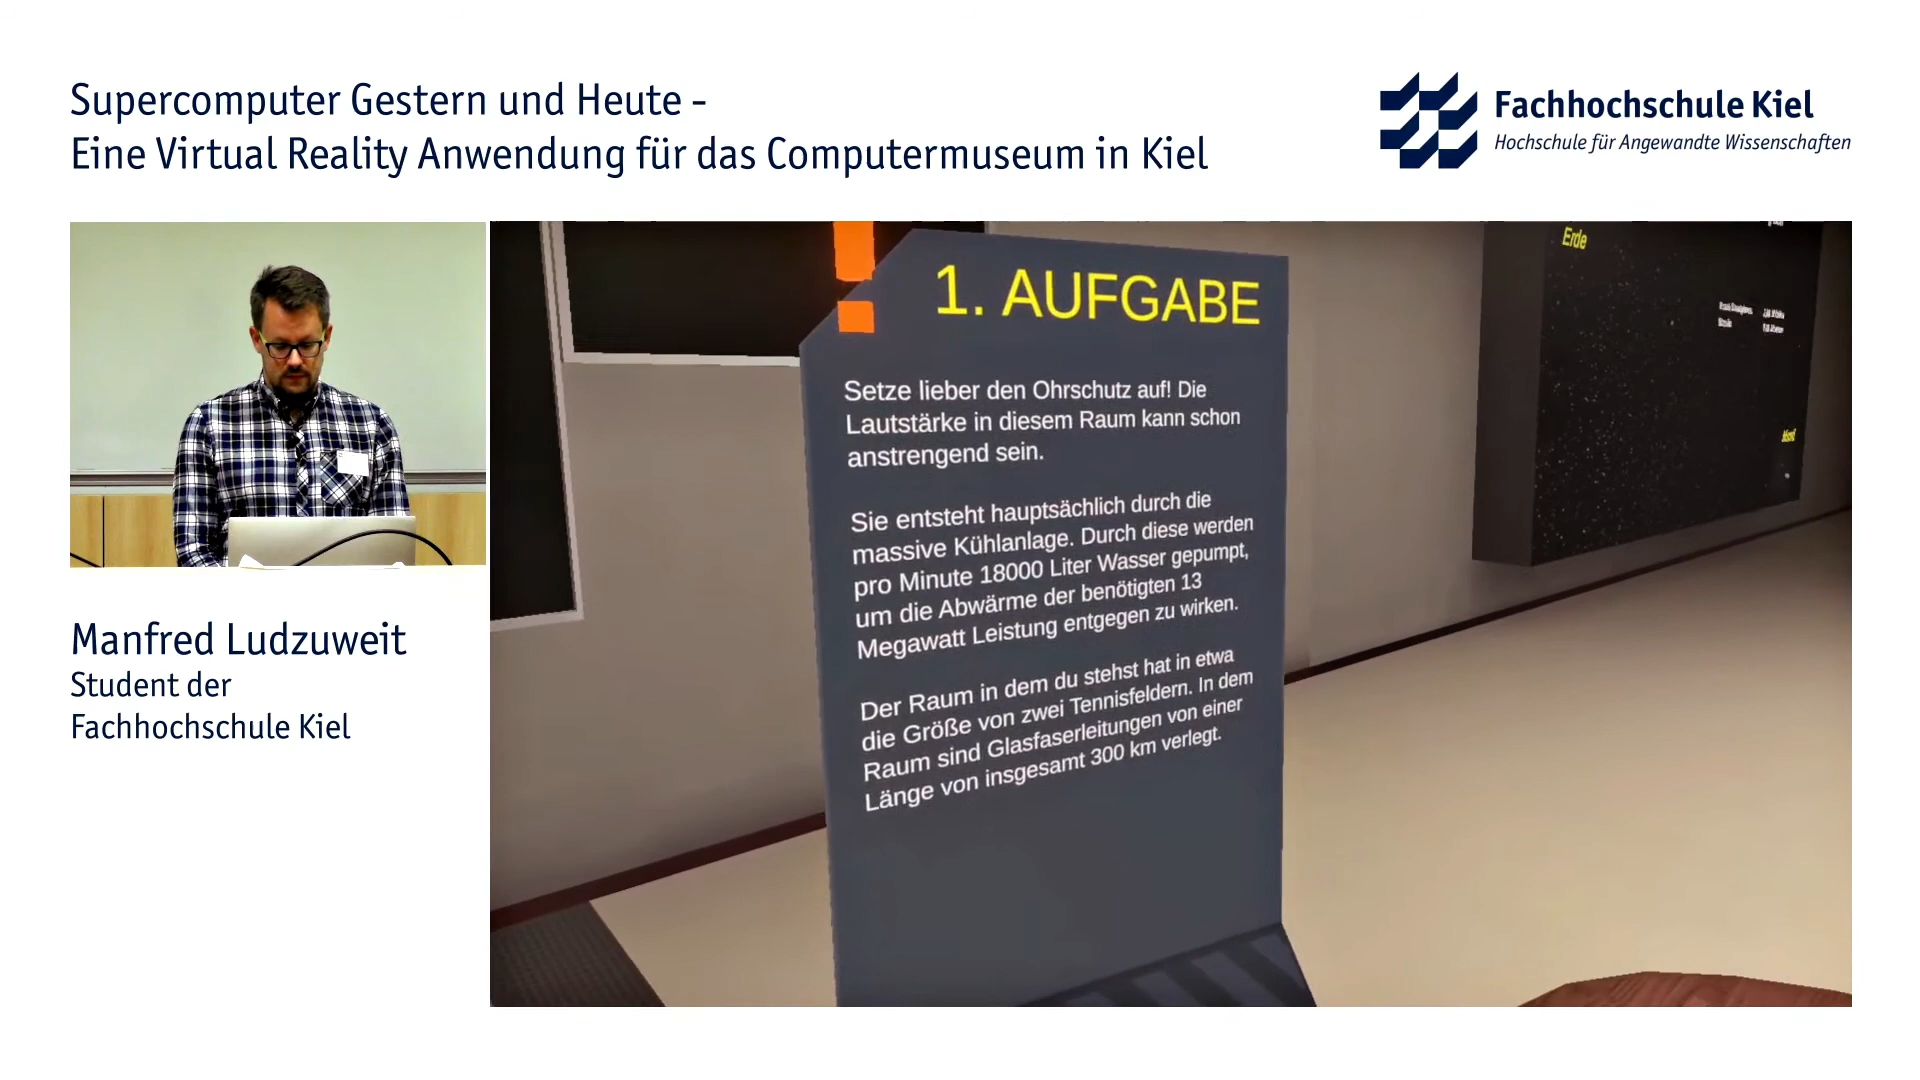 Supercomputer Gestern und Heute -
Eine Virtual Reality Anwendung für das Computermuseum in Kiel
Fachhochschule Kiel
Hochschule für Angewandte Wissenschaften
Manfred Ludzuweit
Student der
Fachhochschule Kiel
1. AUFGABE
Setze lieber den Ohrschutz auf! Die
Lautstärke in diesem Raum kann schon
anstrengend sein.
Sie entsteht hauptsächlich durch die
massive Kühlanlage. Durch diese werden
pro Minute 18000 Liter Wasser gepumpt,
um die Abwärme der benötigten 13
Megawatt Leistung entgegen zu wirken.
Der Raum in dem du stehst hat in etwa
die Größe von zwei Tennisfeldern. In dem
Raum sind Glasfaserleitungen von einer
Länge von insgesamt 300 km verlegt.
Erde